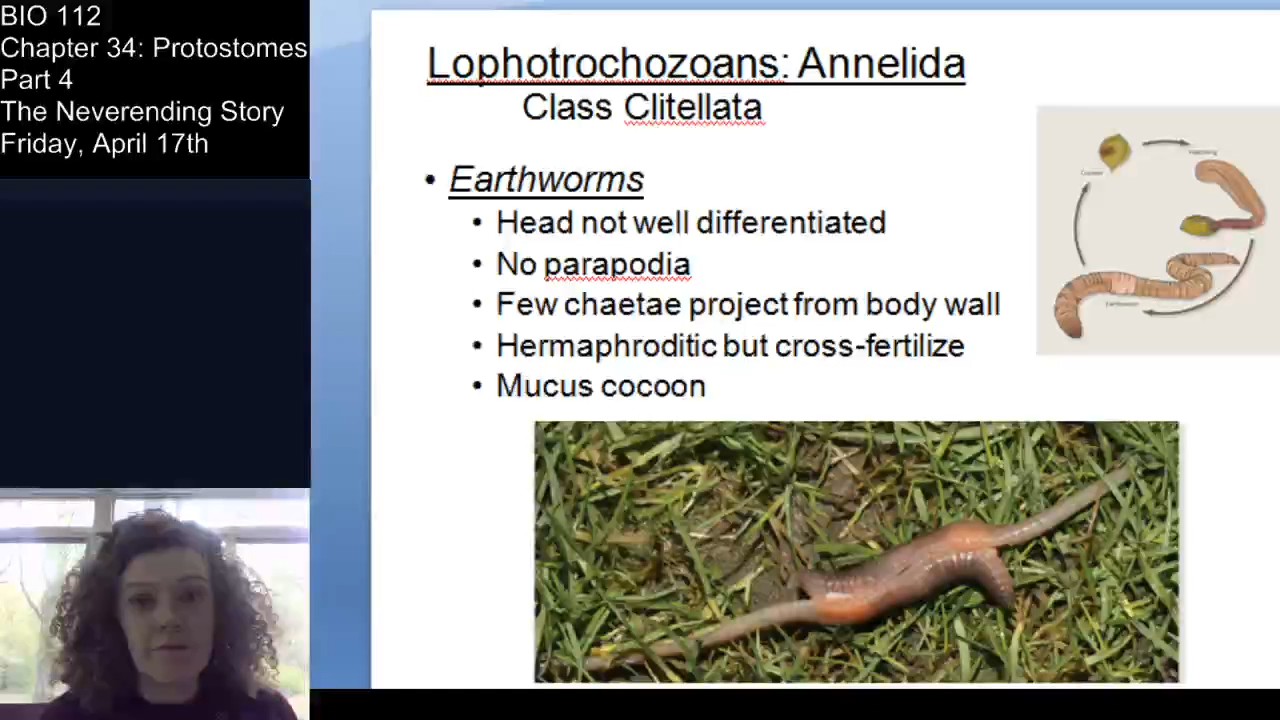 BIO 112
Chapter 34: Protostomes
Part 4
The Neverending Story
Friday, April 17th
Lophotrochozoans: Annelida
Class Clitellata
• Earthworms
• Head not well differentiated
• No parapodia
• Few chaetae project from body wall
• Hermaphroditic but cross-fertilize
• Mucus cocoon